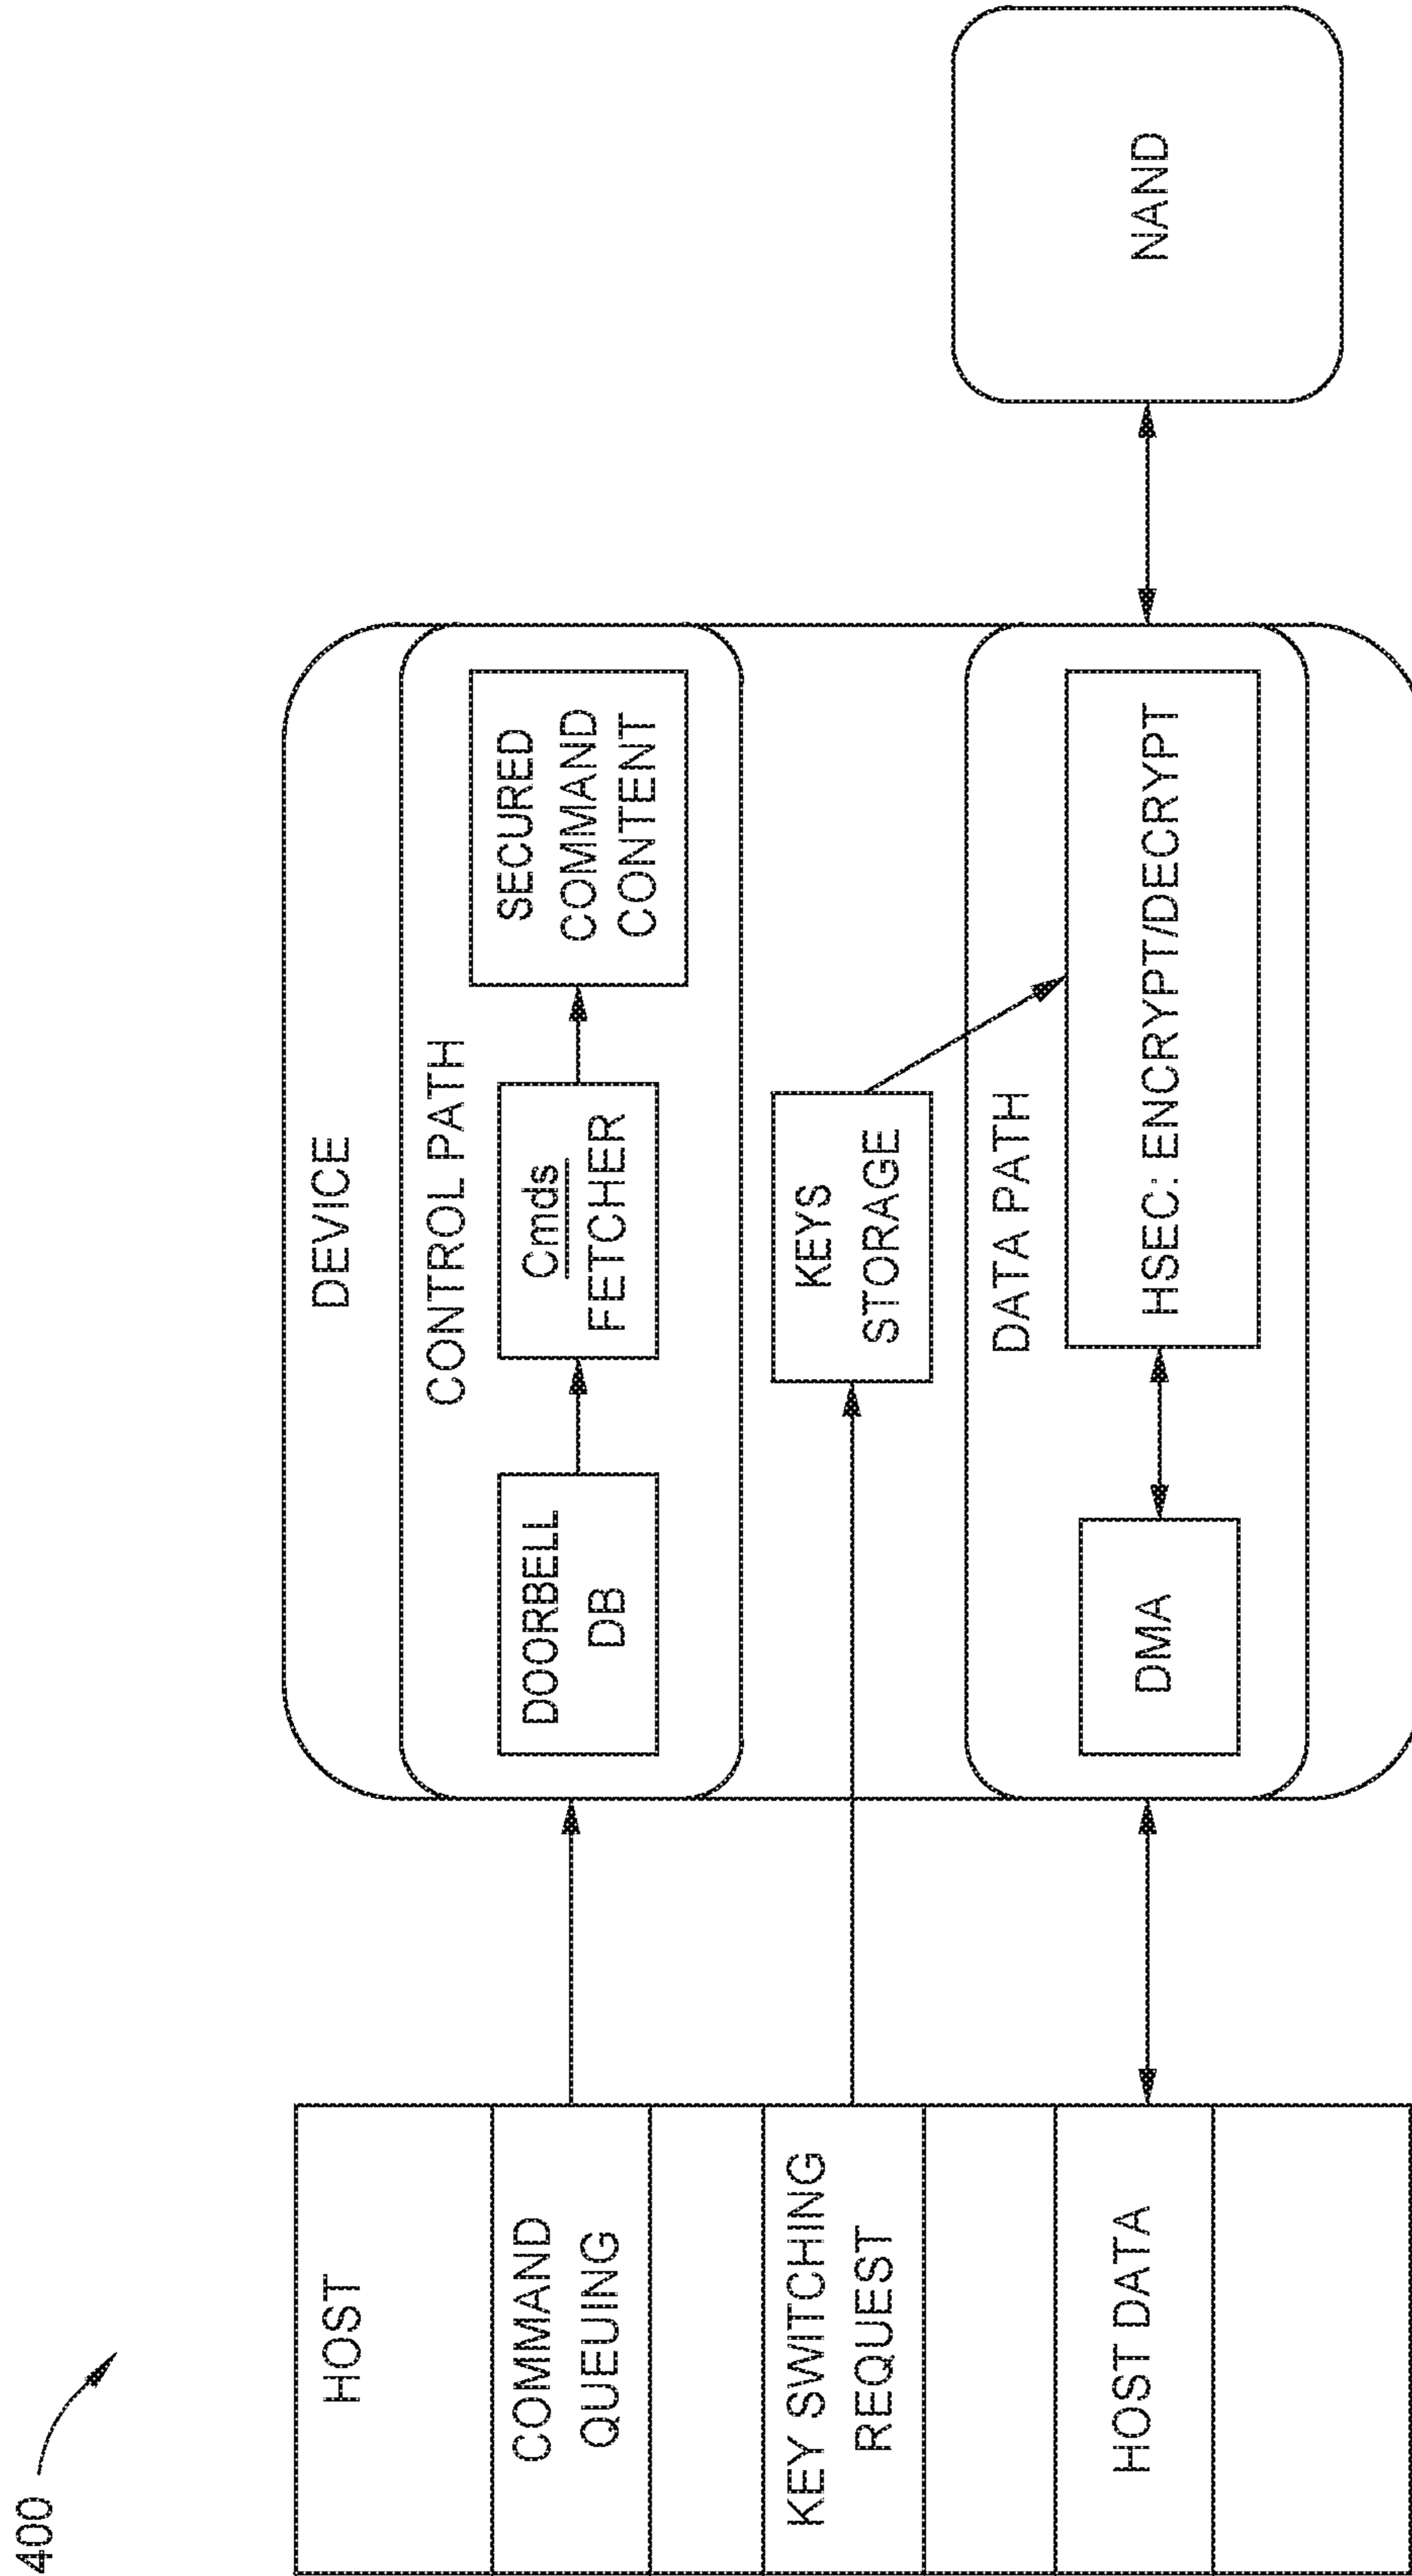 400
HOST
COMMAND
QUEUING
KEY SWITCHING
REQUEST
HOST DATA
DEVICE
CONTROL PATH
DOORBELL
DB
Cmds
FETCHER
SECURED
COMMAND
CONTENT
KEYS
STORAGE
DATA PATH
DMA
HSEC: ENCRYPT/DECRYPT
NAND